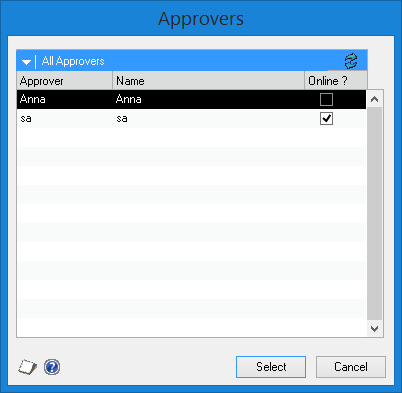 Approvers
All Approvers
Approver Name Online ?
Anna Anna
sa sa
Select Cancel